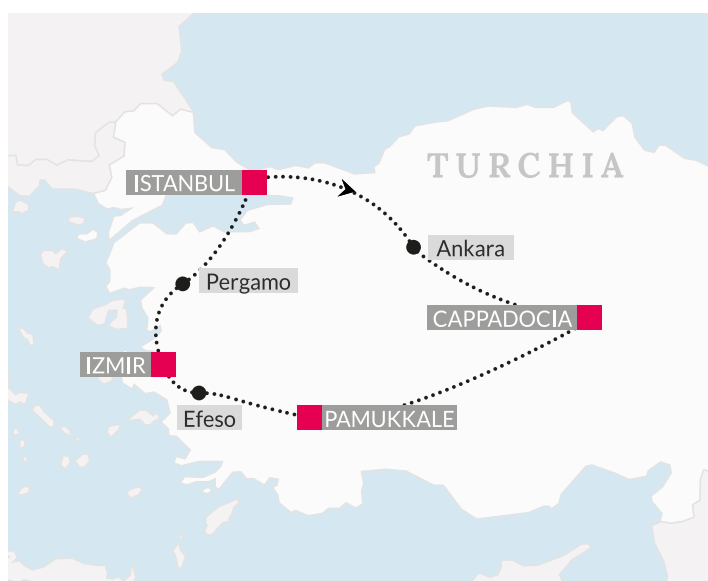 TURCHIA
ISTANBUL
Ankara
Pergamo
CAPPADOCIA
IZMIR
Efeso
PAMUKKALE